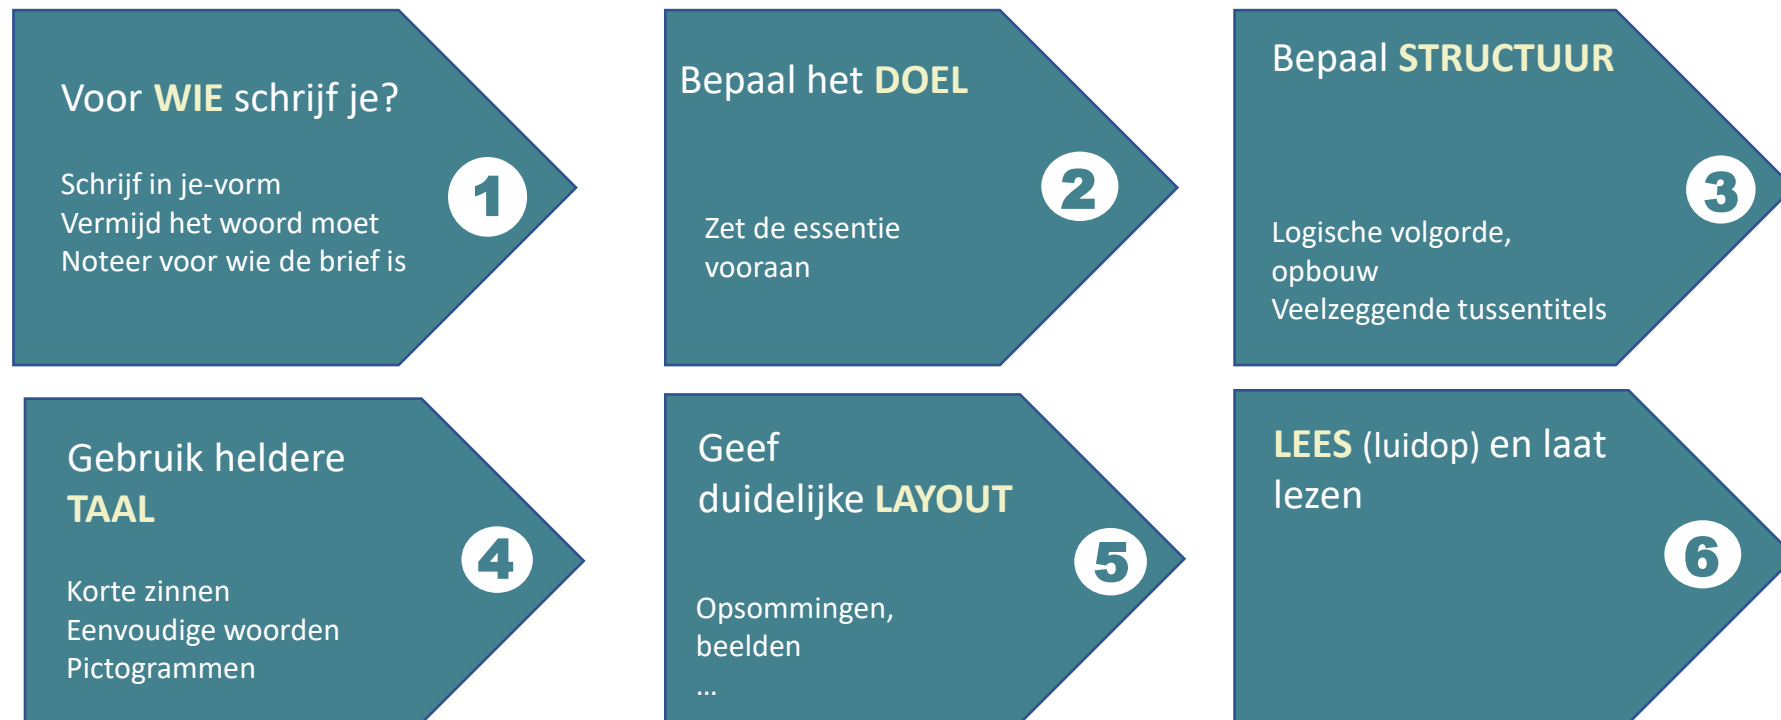 Voor WIE schrijf je?
Schrijf in je-vorm
Vermijd het woord moet
Noteer voor wie de brief is
1
Bepaal het DOEL
Zet de essentie
vooraan
2
Bepaal STRUCTUUR
Logische volgorde,
opbouw
Veelzeggende tussentitels
3
Gebruik heldere
TAAL
Korte zinnen
Eenvoudige woorden
Pictogrammen
4
Geef
duidelijke LAYOUT
Opsommingen,
beelden
...
5
LEES (luidop) en laat
lezen
6